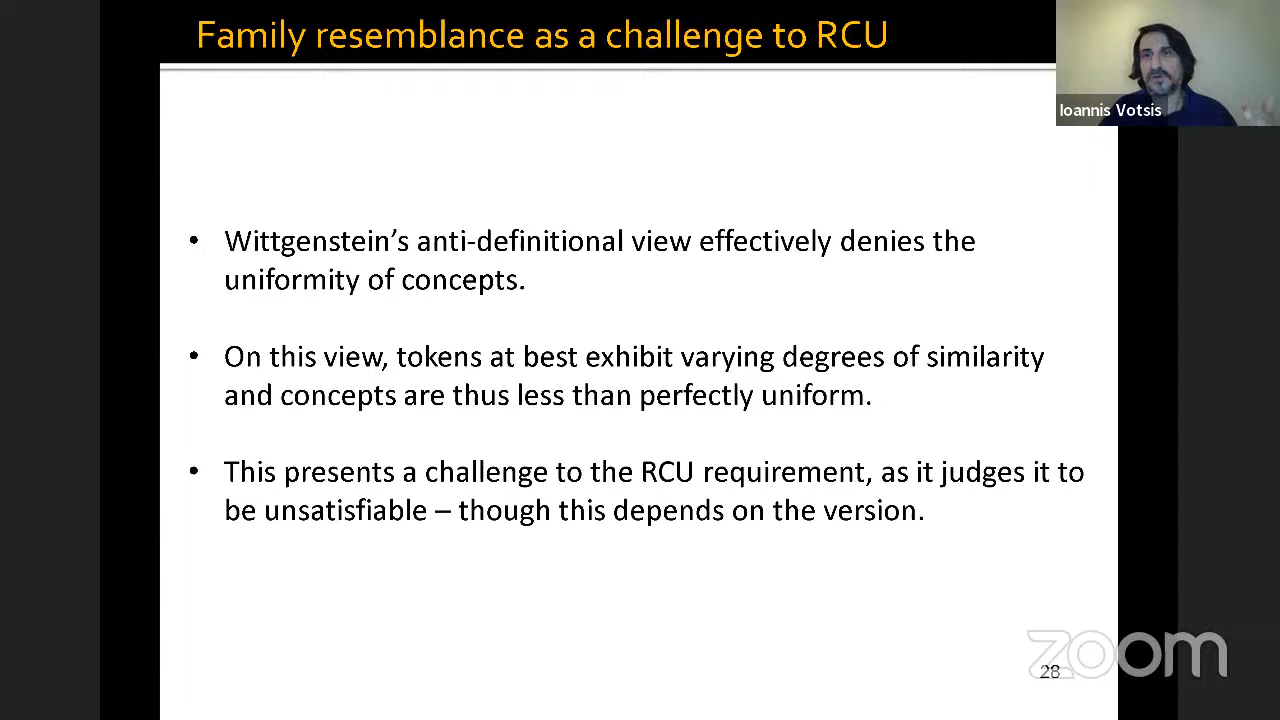 Family resemblance as a challenge to RCU
Ioannis Votsis
• Wittgenstein’s anti-definitional view effectively denies the
uniformity of concepts.
• On this view, tokens at best exhibit varying degrees of similarity
and concepts are thus less than perfectly uniform.
• This presents a challenge to the RCU requirement, as it judges it to
be unsatisfiable – though this depends on the version.
zoom
28